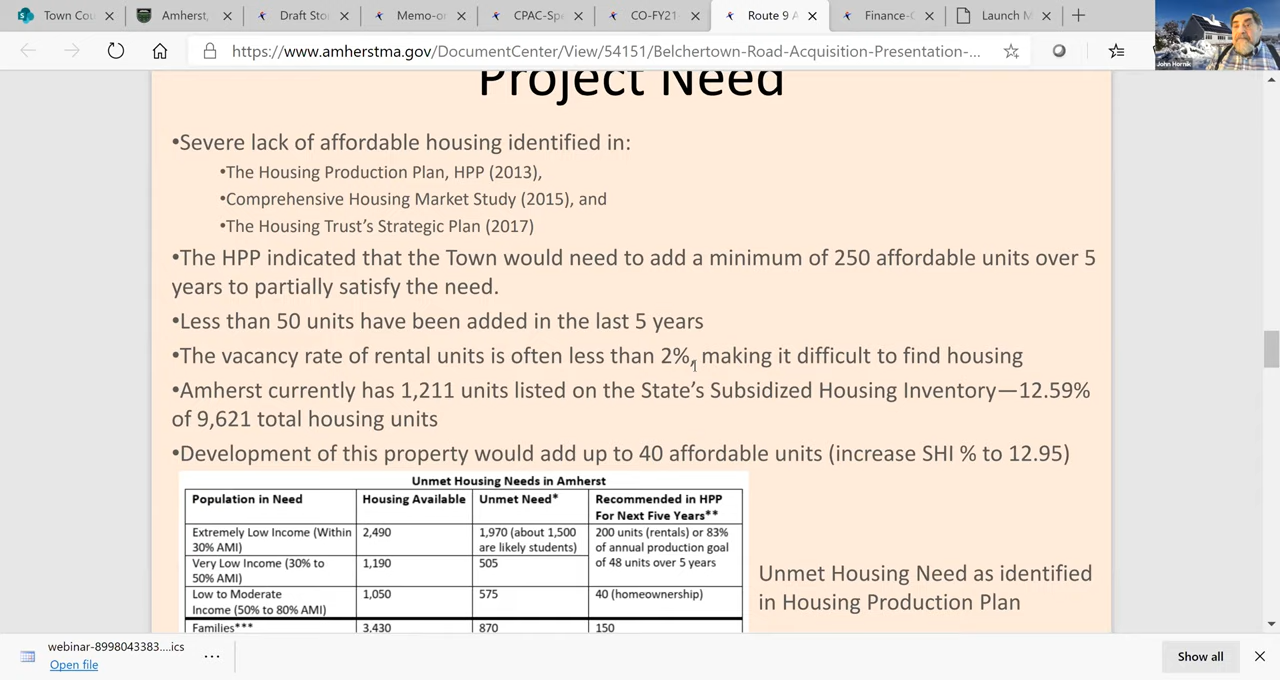 Town Cou
Amherst,
Draft Sto
Memo-or
CPAC-Spe
CO-FY21-
Route 9 A
Finance-C
Launch M
https://www.amherstma.gov/DocumentCenter/View/54151/Belchertown-Road-Acquisition-Presentation-...
John Hornik
Project Need
•Severe lack of affordable housing identified in:
•The Housing Production Plan, HPP (2013),
•Comprehensive Housing Market Study (2015), and
•The Housing Trust's Strategic Plan (2017)
•The HPP indicated that the Town would need to add a minimum of 250 affordable units over 5
years to partially satisfy the need.
•Less than 50 units have been added in the last 5 years
•The vacancy rate of rental units is often less than 2%, making it difficult to find housing
•Amherst currently has 1,211 units listed on the State's Subsidized Housing Inventory—12.59%
of 9,621 total housing units
•Development of this property would add up to 40 affordable units (increase SHI % to 12.95)
Unmet Housing Needs in Amherst
Population in Need Housing Available Unmet Need* Recommended in HPP
For Next Five Years**
Extremely Low Income (Within 2,490 1,970 (about 1,500 200 units (rentals) or 83%
30% AMI) are likely students) of annual production goal
Very Low Income (30% to 1,190 505 of 48 units over 5 years
50% AMI)
Low to Moderate 1,050 575 40 (homeownership)
Income (50% to 80% AMI)
Families*** 3,430 870 150
Unmet Housing Need as identified
in Housing Production Plan
webinar-8998043383....ics
Open file
Show all